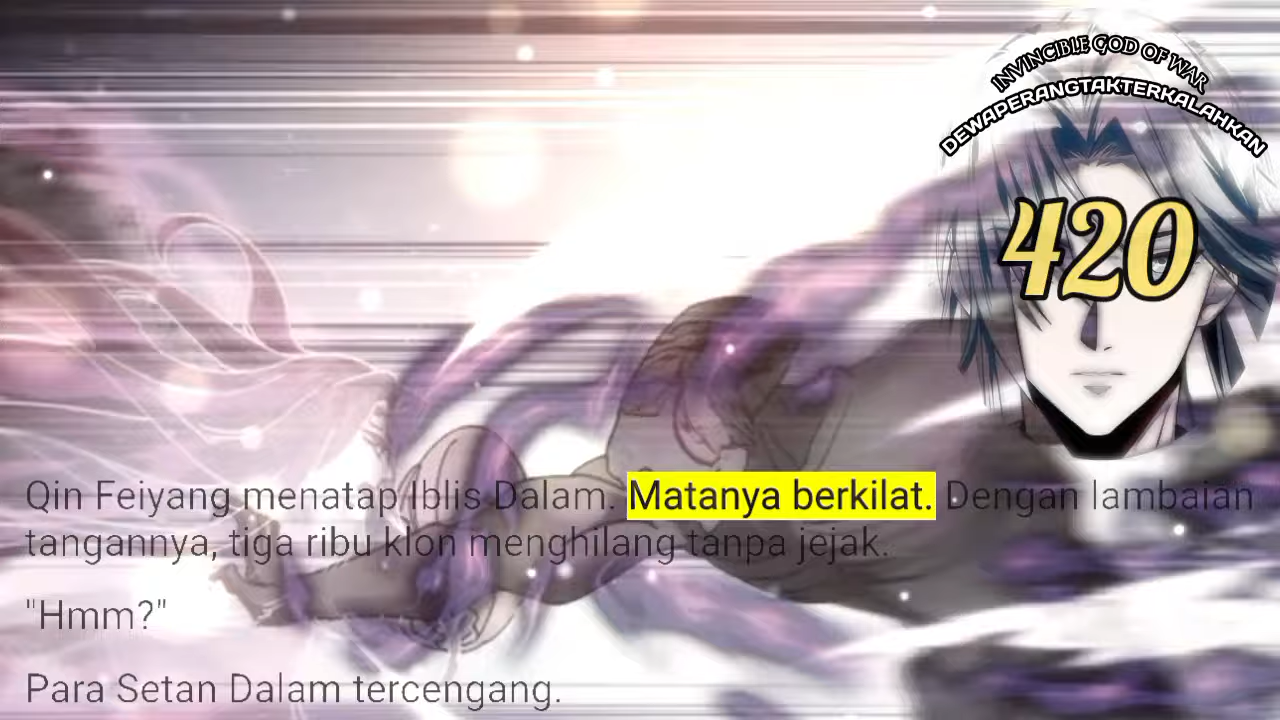 INVINCIBLE GOD OF WAR
DEWAPERANGTAKTERKALAHKAN
420
Qin Feiyang menatap Iblis Dalam. Matanya berkilat. Dengan lambaian
tangannya, tiga ribu klon menghilang tanpa jejak.
"Hmm?"
Para Setan Dalam tercengang.